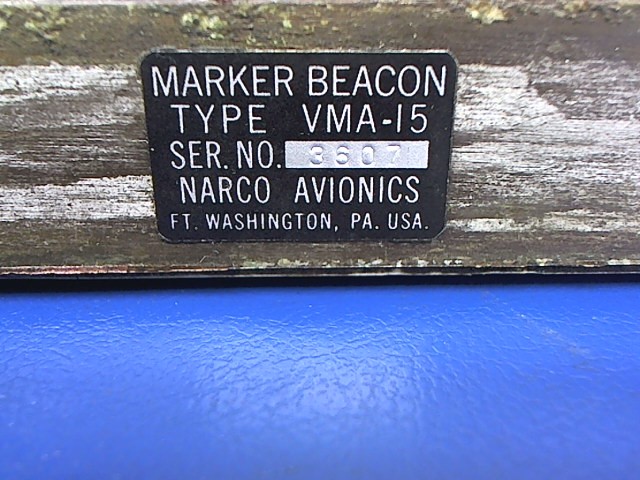 MARKER BEACON
TYPE VMA-15
SER. NO. 3607
NARCO AVIONICS
FT. WASHINGTON, PA. USA.